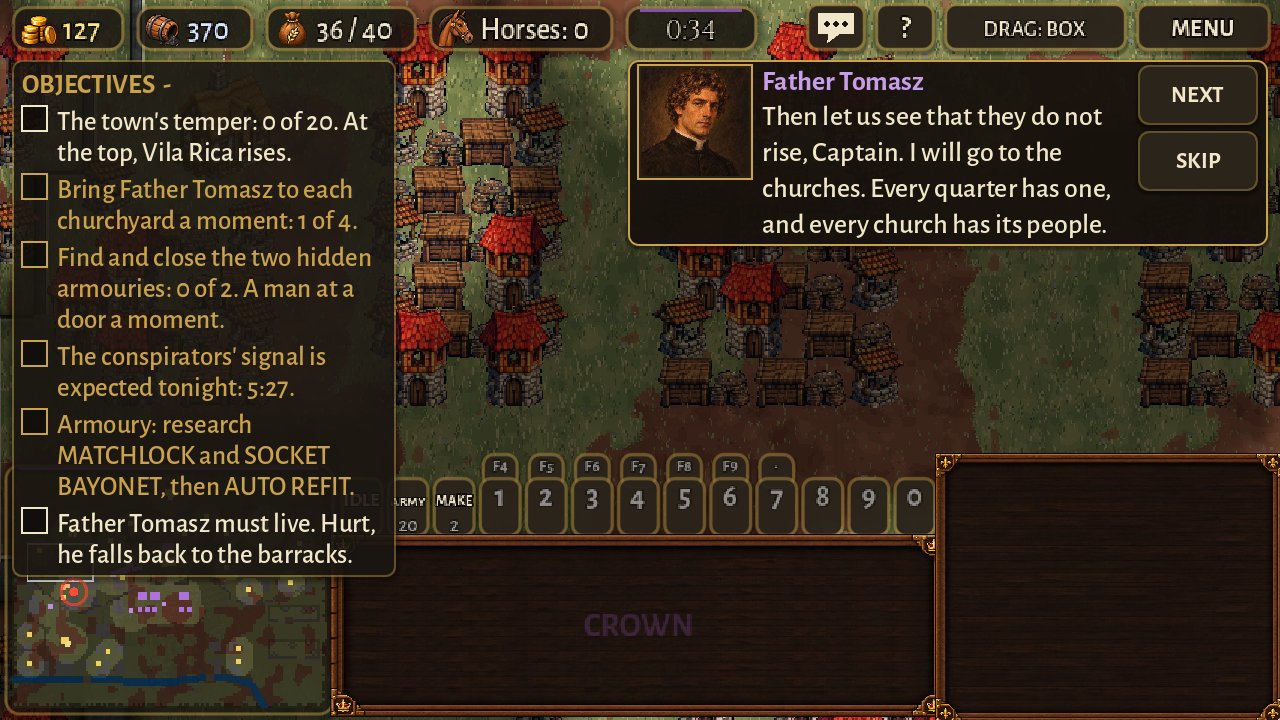 127
370
36/40
Horses: 0
0:34
?
DRAG: BOX
MENU
OBJECTIVES -
The town's temper: 0 of 20. At
the top, Vila Rica rises.
Bring Father Tomasz to each
churchyard a moment: 1 of 4.
Find and close the two hidden
armouries: 0 of 2. A man at a
door a moment.
The conspirators' signal is
expected tonight: 5:27.
Armoury: research
MATCHLOCK and SOCKET
BAYONET, then AUTO REFIT.
Father Tomasz must live. Hurt,
he falls back to the barracks.
Father Tomasz
Then let us see that they do not
rise, Captain. I will go to the
churches. Every quarter has one,
and every church has its people.
NEXT
SKIP
F4 F5 F6 F7 F8 F9 -
IDLE ARMY MAKE 1 2 3 4 5 6 7 8 9 0
20 2
CROWN